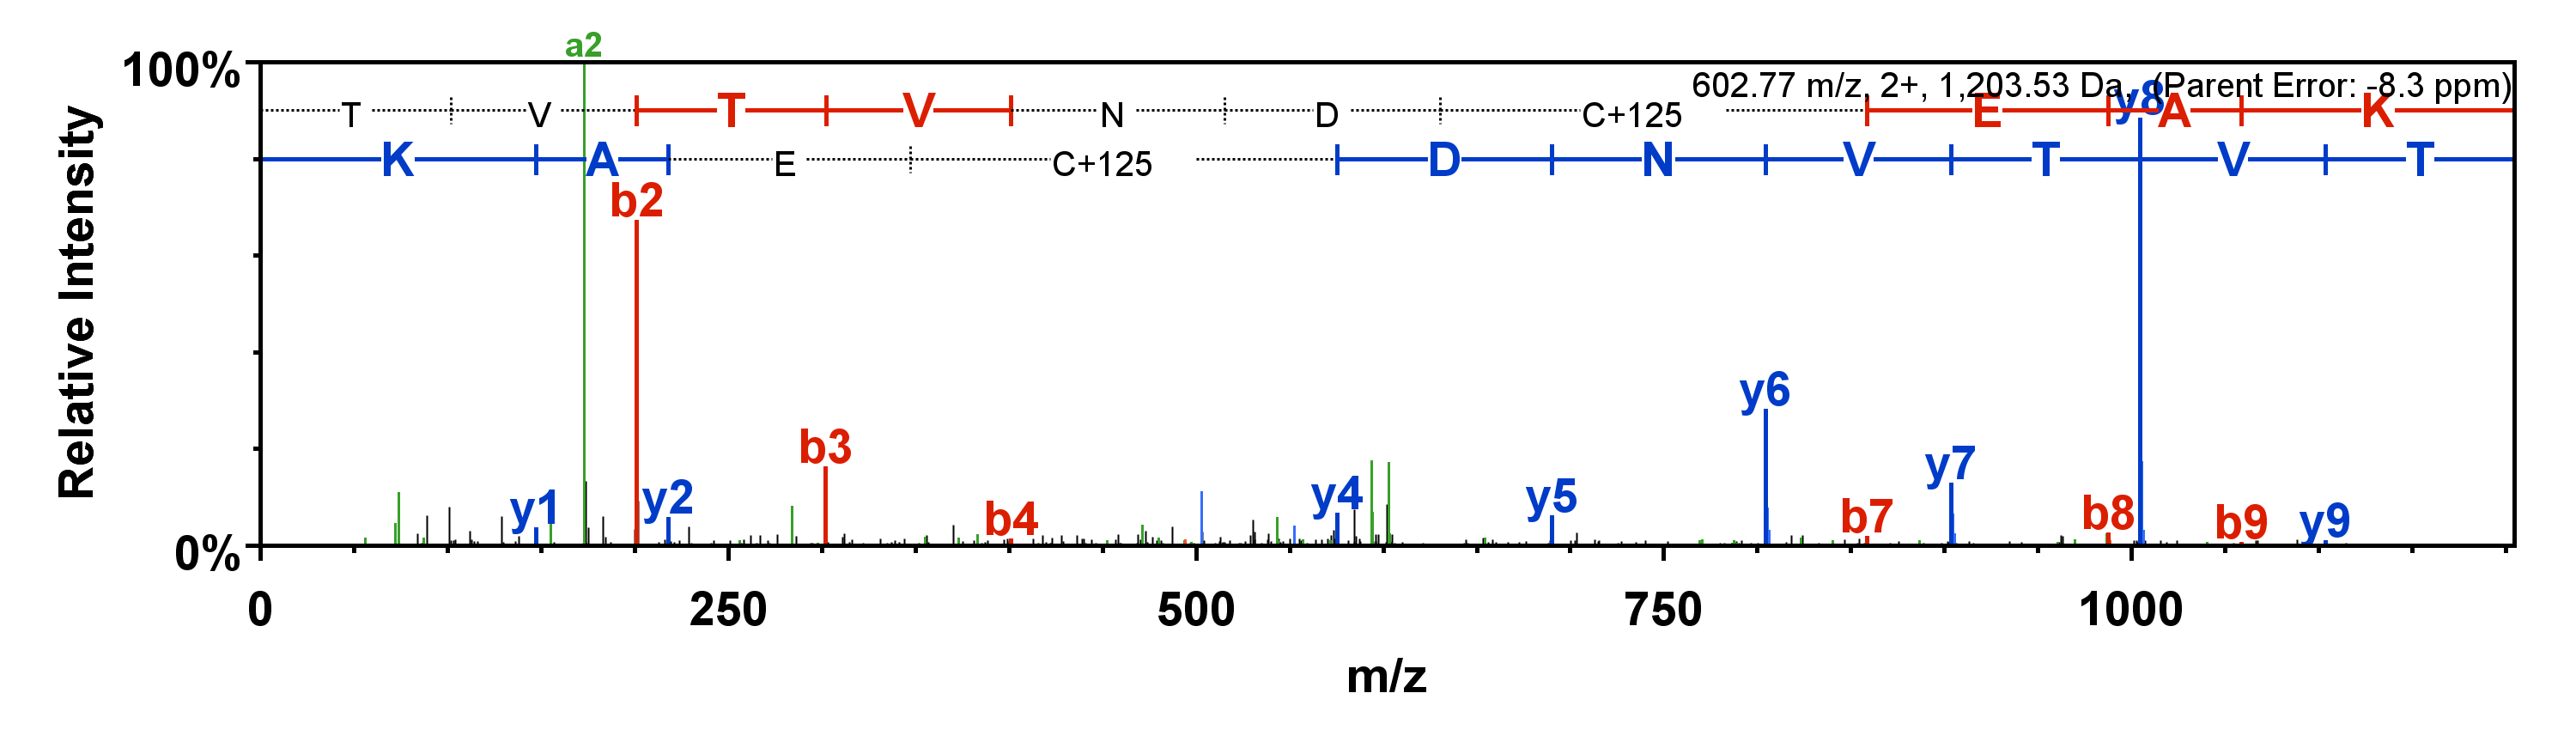 a2
100%
602.77 m/z, 2+, 1,203.53 Da, (Parent Error: -8.3 ppm)
y8
T V T V N D C+125 E A K
K A E C+125 D N V T V T
b2
y6
b3
y7
y1 y2 b4 y4 y5 b7 b8 b9 y9
Relative Intensity
0%
0 250 500 750 1000
m/z